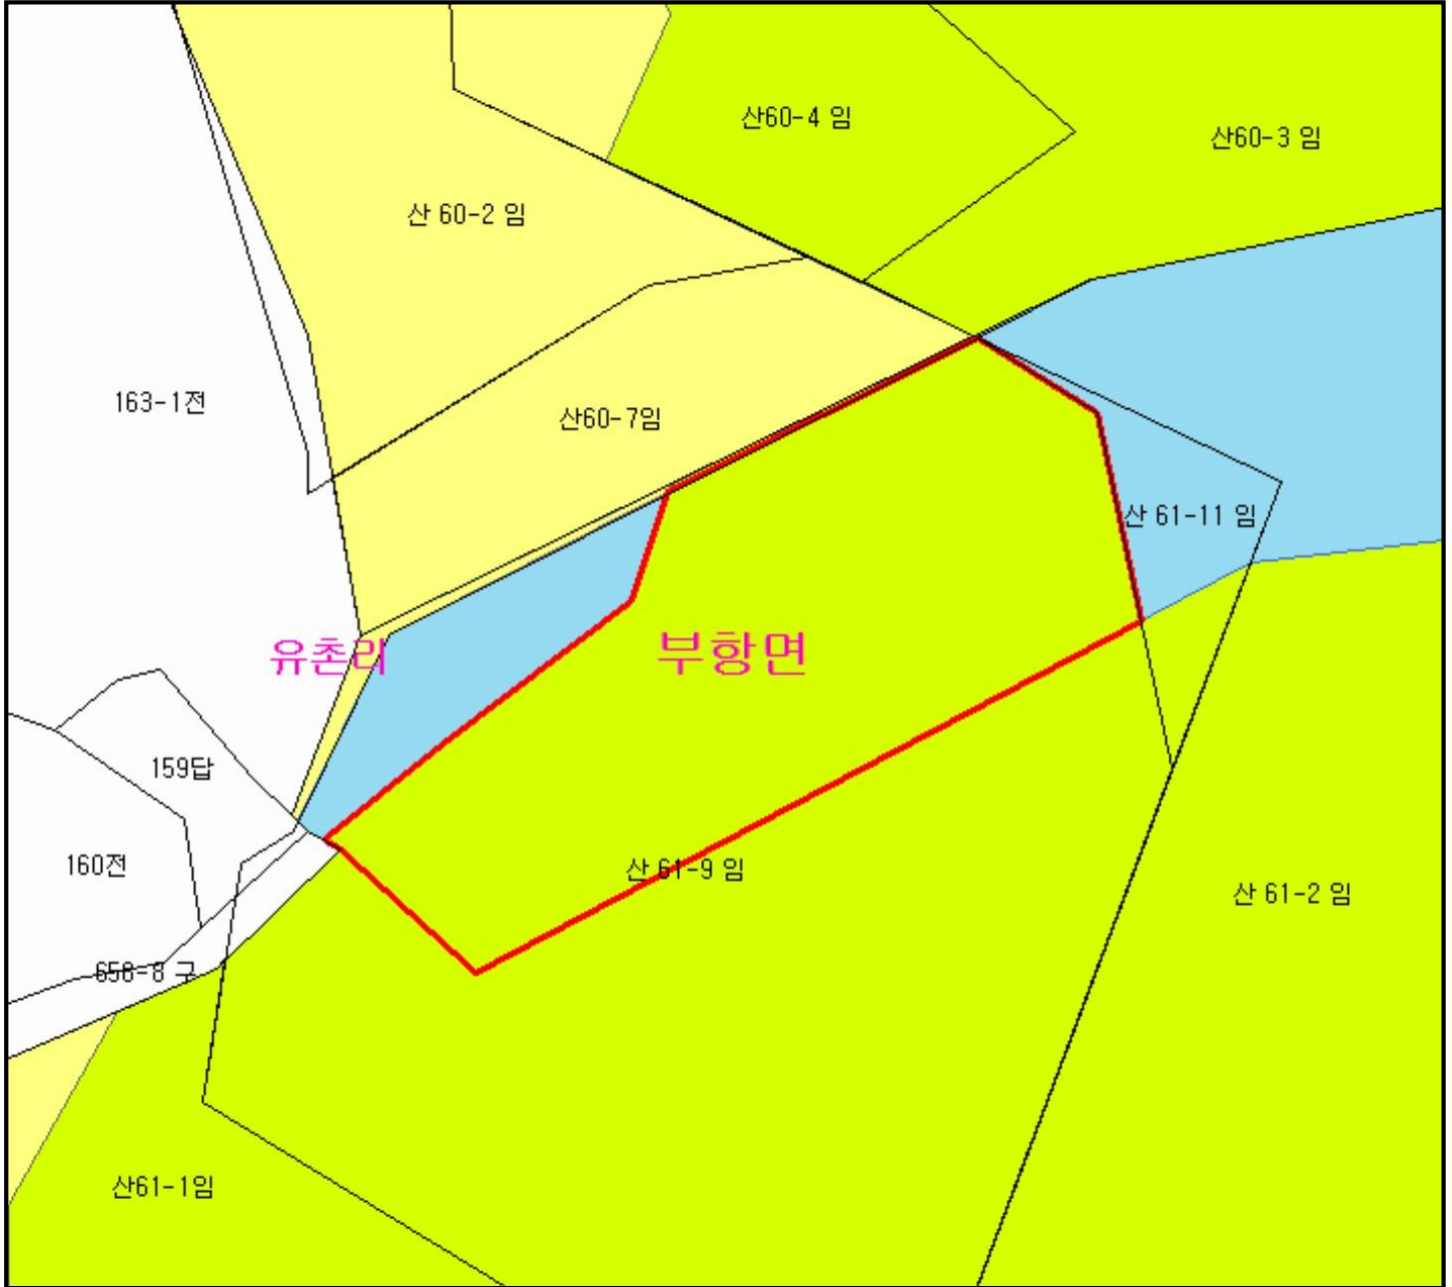 산60-4 임
산60-3 임
산 60-2 임
163-1전
산60-7임
산 61-11 임
유촌리
부항면
159답
160전
산 61-9 임
산 61-2 임
658-8 구
산61-1임